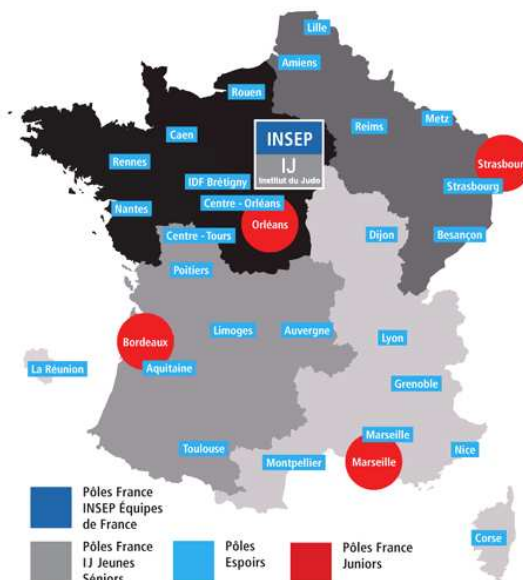 Lille
Amiens
Rouen
Caen
Reims
Metz
INSEP
IJ
Institut du Judo
Strasbourg
Rennes
IDF Brétigny
Strasbourg
Centre - Orléans
Nantes
Orléans
Centre - Tours
Dijon
Besançon
Poitiers
Limoges
Auvergne
Lyon
Bordeaux
La Réunion
Aquitaine
Grenoble
Marseille
Toulouse
Nice
Montpellier
Marseille
Pôles France
INSEP Équipes
de France
Corse
Pôles France
IJ Jeunes
Séniors
Pôles
Espoirs
Pôles France
Juniors